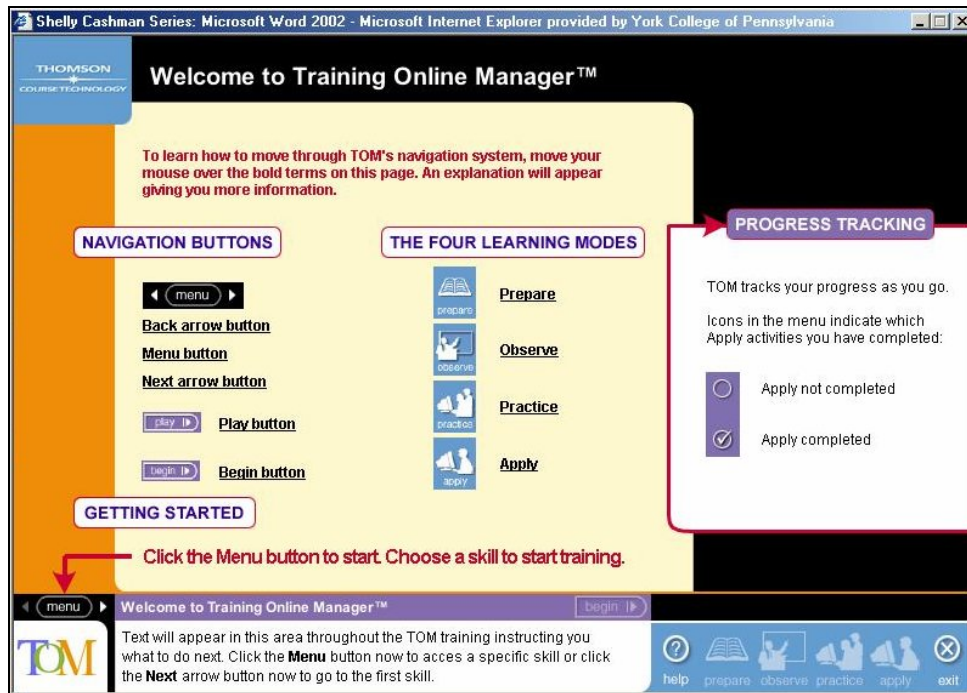 Shelly Cashman Series: Microsoft Word 2002 - Microsoft Internet Explorer provided by York College of Pennsylvania
THOMSON
COURSE TECHNOLOGY
Welcome to Training Online Manager™
To learn how to move through TOM's navigation system, move your
mouse over the bold terms on this page. An explanation will appear
giving you more information.
NAVIGATION BUTTONS
menu
Back arrow button
Menu button
Next arrow button
play
Play button
begin
Begin button
THE FOUR LEARNING MODES
prepare
Prepare
observe
Observe
practice
Practice
apply
Apply
PROGRESS TRACKING
TOM tracks your progress as you go.
Icons in the menu indicate which
Apply activities you have completed:
Apply not completed
Apply completed
GETTING STARTED
Click the Menu button to start. Choose a skill to start training.
menu
Welcome to Training Online Manager™
begin
TOM
Text will appear in this area throughout the TOM training instructing you
what to do next. Click the Menu button now to acces a specific skill or click
the Next arrow button now to go to the first skill.
?
help
prepare
observe
practice
apply
exit